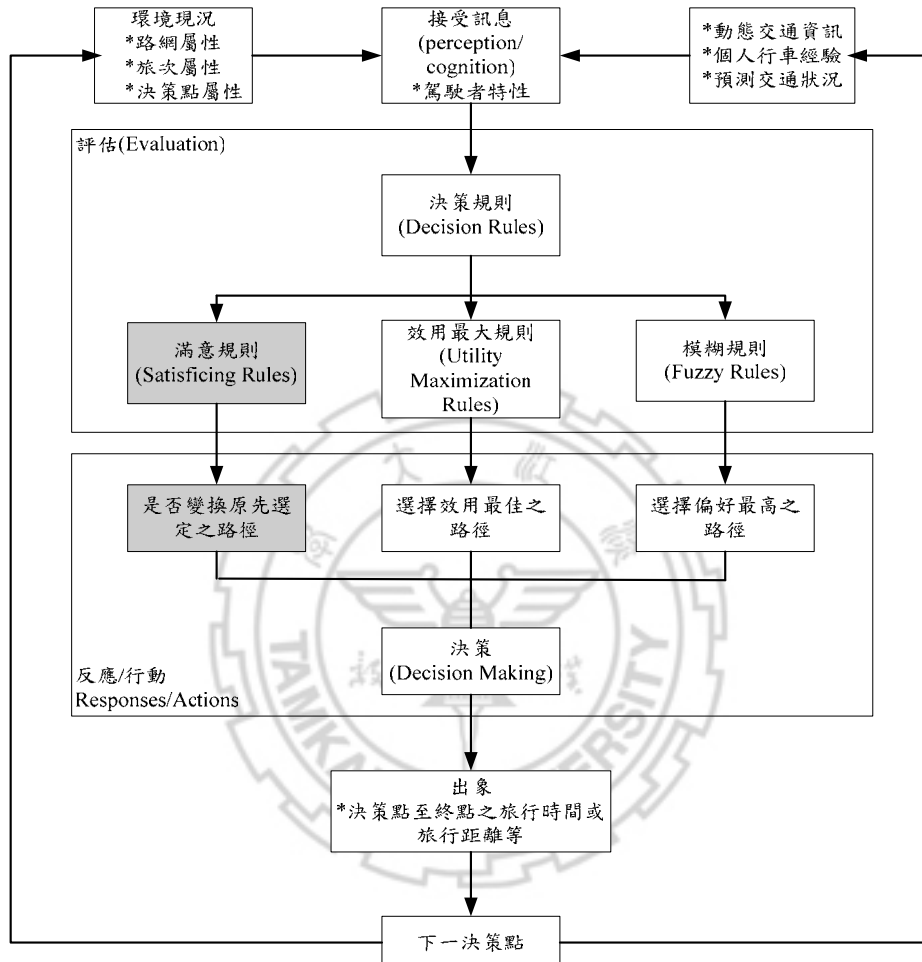 環境現況
*路網屬性
*旅次屬性
*決策點屬性
接受訊息
(perception/
cognition)
*駕駛者特性
*動態交通資訊
*個人行車經驗
*預測交通狀況
評估(Evaluation)
決策規則
(Decision Rules)
滿意規則
(Satisficing Rules)
效用最大規則
(Utility
Maximization
Rules)
模糊規則
(Fuzzy Rules)
是否變換原先選
定之路徑
選擇效用最佳之
路徑
選擇偏好最高之
路徑
決策
(Decision Making)
反應/行動
Responses/Actions
出象
*決策點至終點之旅行時間或
旅行距離等
下一決策點